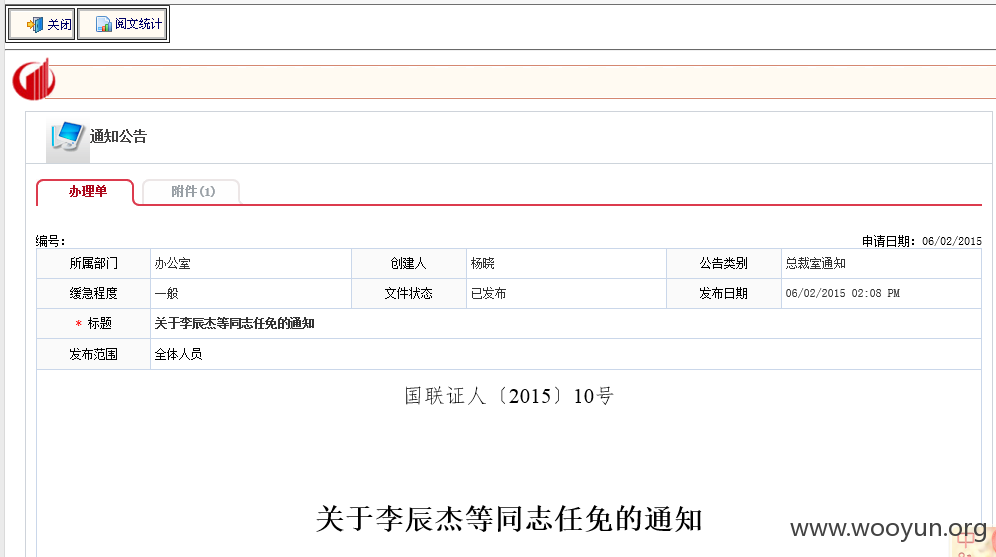 关闭 阅文统计
通知公告
办理单 附件(1)
编号: 申请日期: 06/02/2015
所属部门 办公室 创建人 杨晓 公告类别 总裁室通知
缓急程度 一般 文件状态 已发布 发布日期 06/02/2015 02:08 PM
* 标题 关于李辰杰等同志任免的通知
发布范围 全体人员
国联证人〔2015〕10号
关于李辰杰等同志任免的通知
www.wooyun.org